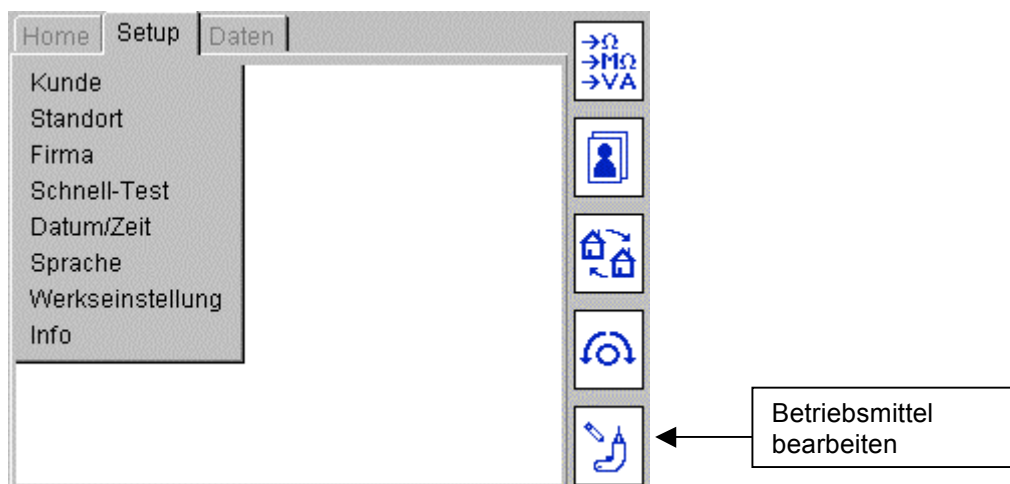 Home Setup Daten
Kunde
Standort
Firma
Schnell-Test
Datum/Zeit
Sprache
Werkseinstellung
Info
→Ω
→MΩ
→VA
Betriebsmittel
bearbeiten